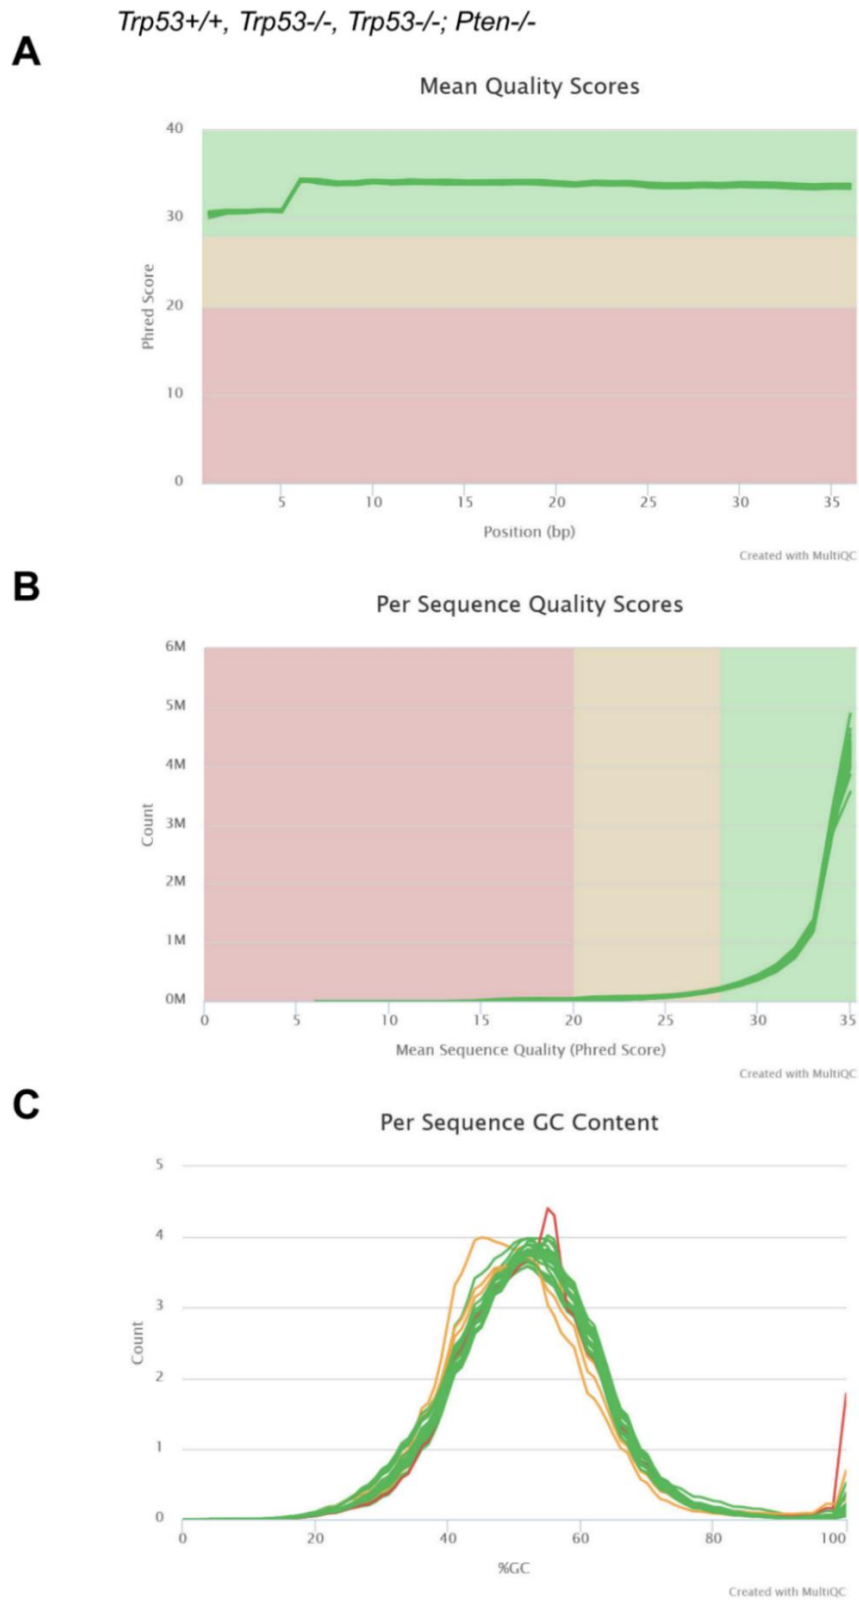 Trp53+/+, Trp53-/-, Trp53-/-; Pten-/-
A
Mean Quality Scores
40
30
20
10
0
Phred Score
5 10 15 20 25 30 35
Position (bp)
Created with MultiQC
B
Per Sequence Quality Scores
6M
5M
4M
3M
2M
1M
0M
Count
0 5 10 15 20 25 30 35
Mean Sequence Quality (Phred Score)
Created with MultiQC
C
Per Sequence GC Content
5
4
3
2
1
0
Count
0 20 40 60 80 100
%GC
Created with MultiQC